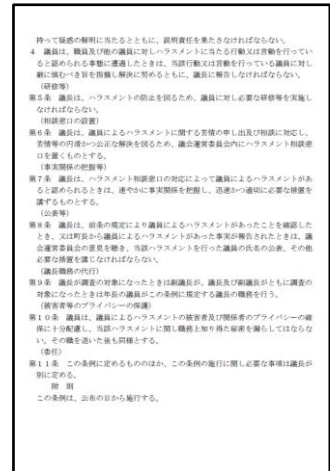 持って疑惑の解明に当たるとともに、説明責任を果たさなければならない。
4 議員は、職員及び他の議員に対しハラスメントに当たる行動又は言動を行ってい
ると認められる事態に遭遇したときは、当該行動又は言動を行っている議員に対し
厳に慎むべき旨を指摘し解決に努めるとともに、議長に報告しなければならない。
(研修等)
第5条 議長は、ハラスメントの防止を図るため、議員に対し必要な研修等を実施し
なければならない。
(相談窓口の設置)
第6条 議長は、議員によるハラスメントに関する苦情の申し出及び相談に対応し、
苦情等の円滑かつ公正な解決を図るため、議会運営委員会内にハラスメント相談窓
口を置くものとする。
(事実関係の把握等)
第7条 議長は、ハラスメント相談窓口の対応によって議員によるハラスメントがあ
ると認められるときは、速やかに事実関係を把握し、迅速かつ適切に必要な措置を
講ずるものとする。
(公表等)
第8条 議長は、前条の規定により議員によるハラスメントがあったことを確認した
とき、又は町長から議員によるハラスメントがあった事実が報告されたときは、議
会運営委員会の意見を聴き、当該ハラスメントを行った議員の氏名の公表、その他
必要な措置を講じなければならない。
(議長職務の代行)
第9条 議長が調査の対象になったときは副議長が、議長及び副議長がともに調査の
対象になったときは年長の議員がこの条例に規定する議長の職務を行う。
(被害者等のプライバシーの保護)
第10条 議員は、議員によるハラスメントの被害者及び関係者のプライバシーの確
保に十分配慮し、当該ハラスメントに関し職務上知り得た秘密を漏らしてはならな
い。その職を退いた後も同様とする。
(委任)
第11条 この条例に定めるもののほか、この条例の施行に関し必要な事項は議長が
別に定める。
附 則
この条例は、公布の日から施行する。